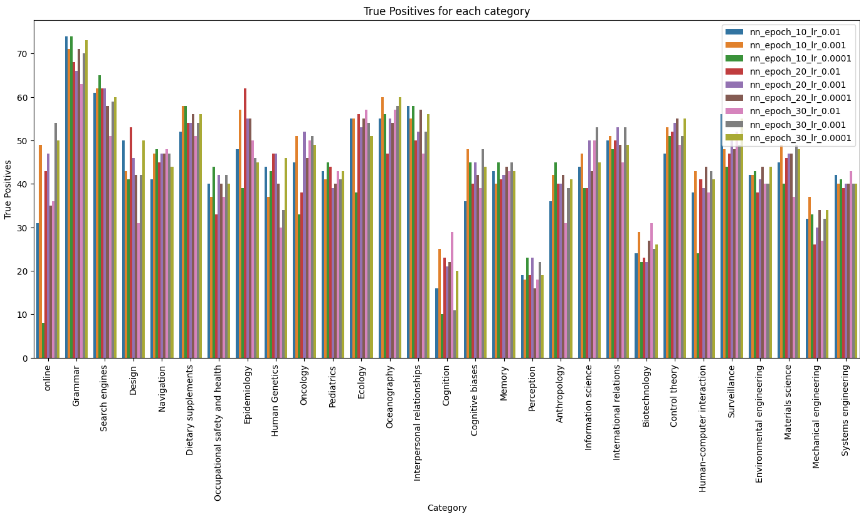 True Positives for each category
nn_epoch_10_lr_0.01
nn_epoch_10_lr_0.001
nn_epoch_10_lr_0.0001
nn_epoch_20_lr_0.01
nn_epoch_20_lr_0.001
nn_epoch_20_lr_0.0001
nn_epoch_30_lr_0.01
nn_epoch_30_lr_0.001
nn_epoch_30_lr_0.0001
True Positives
70
60
50
40
30
20
10
0
online
Grammar
Search engines
Design
Navigation
Dietary supplements
Occupational safety and health
Epidemiology
Human Genetics
Oncology
Pediatrics
Ecology
Oceanography
Interpersonal relationships
Cognition
Cognitive biases
Memory
Perception
Anthropology
Information science
International relations
Biotechnology
Control theory
Human–computer interaction
Surveillance
Environmental engineering
Materials science
Mechanical engineering
Systems engineering
Category